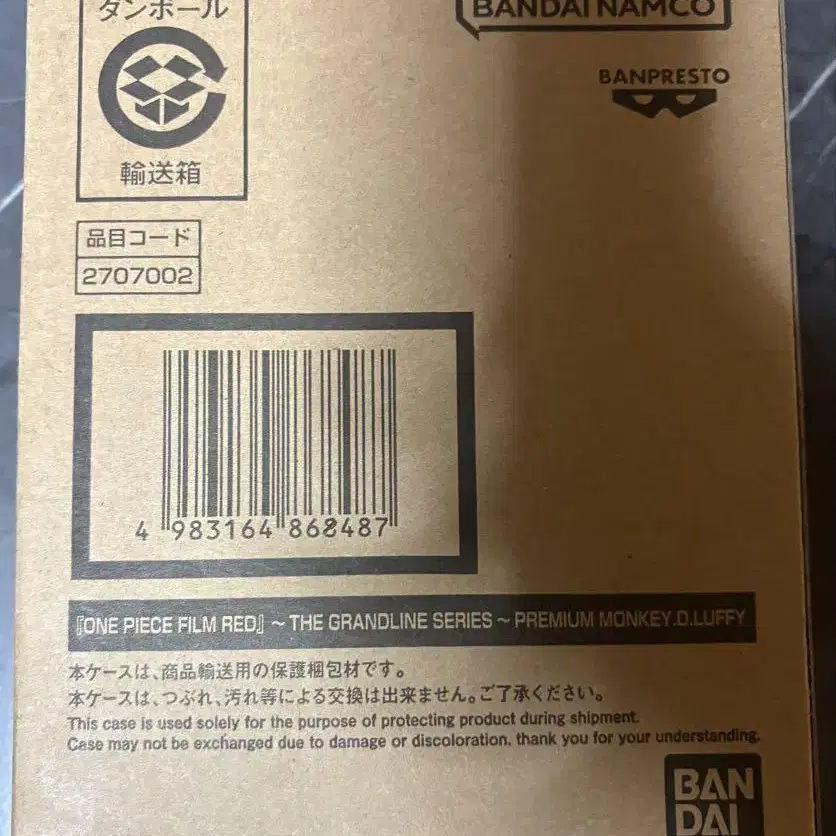 ダンボール
輸送箱
BANDAI NAMCO
BANPRESTO
品目コード
2707002
4 983164 868487
『ONE PIECE FILM RED』 ～THE GRANDLINE SERIES～PREMIUM MONKEY.D.LUFFY
本ケースは、商品輸送用の保護梱包材です。
本ケースは、つぶれ、汚れ等による交換は出来ません。ご了承ください。
This case is used solely for the purpose of protecting product during shipment.
Case may not be exchanged due to damage or discoloration. thank you for your understanding.
BAN
DAI